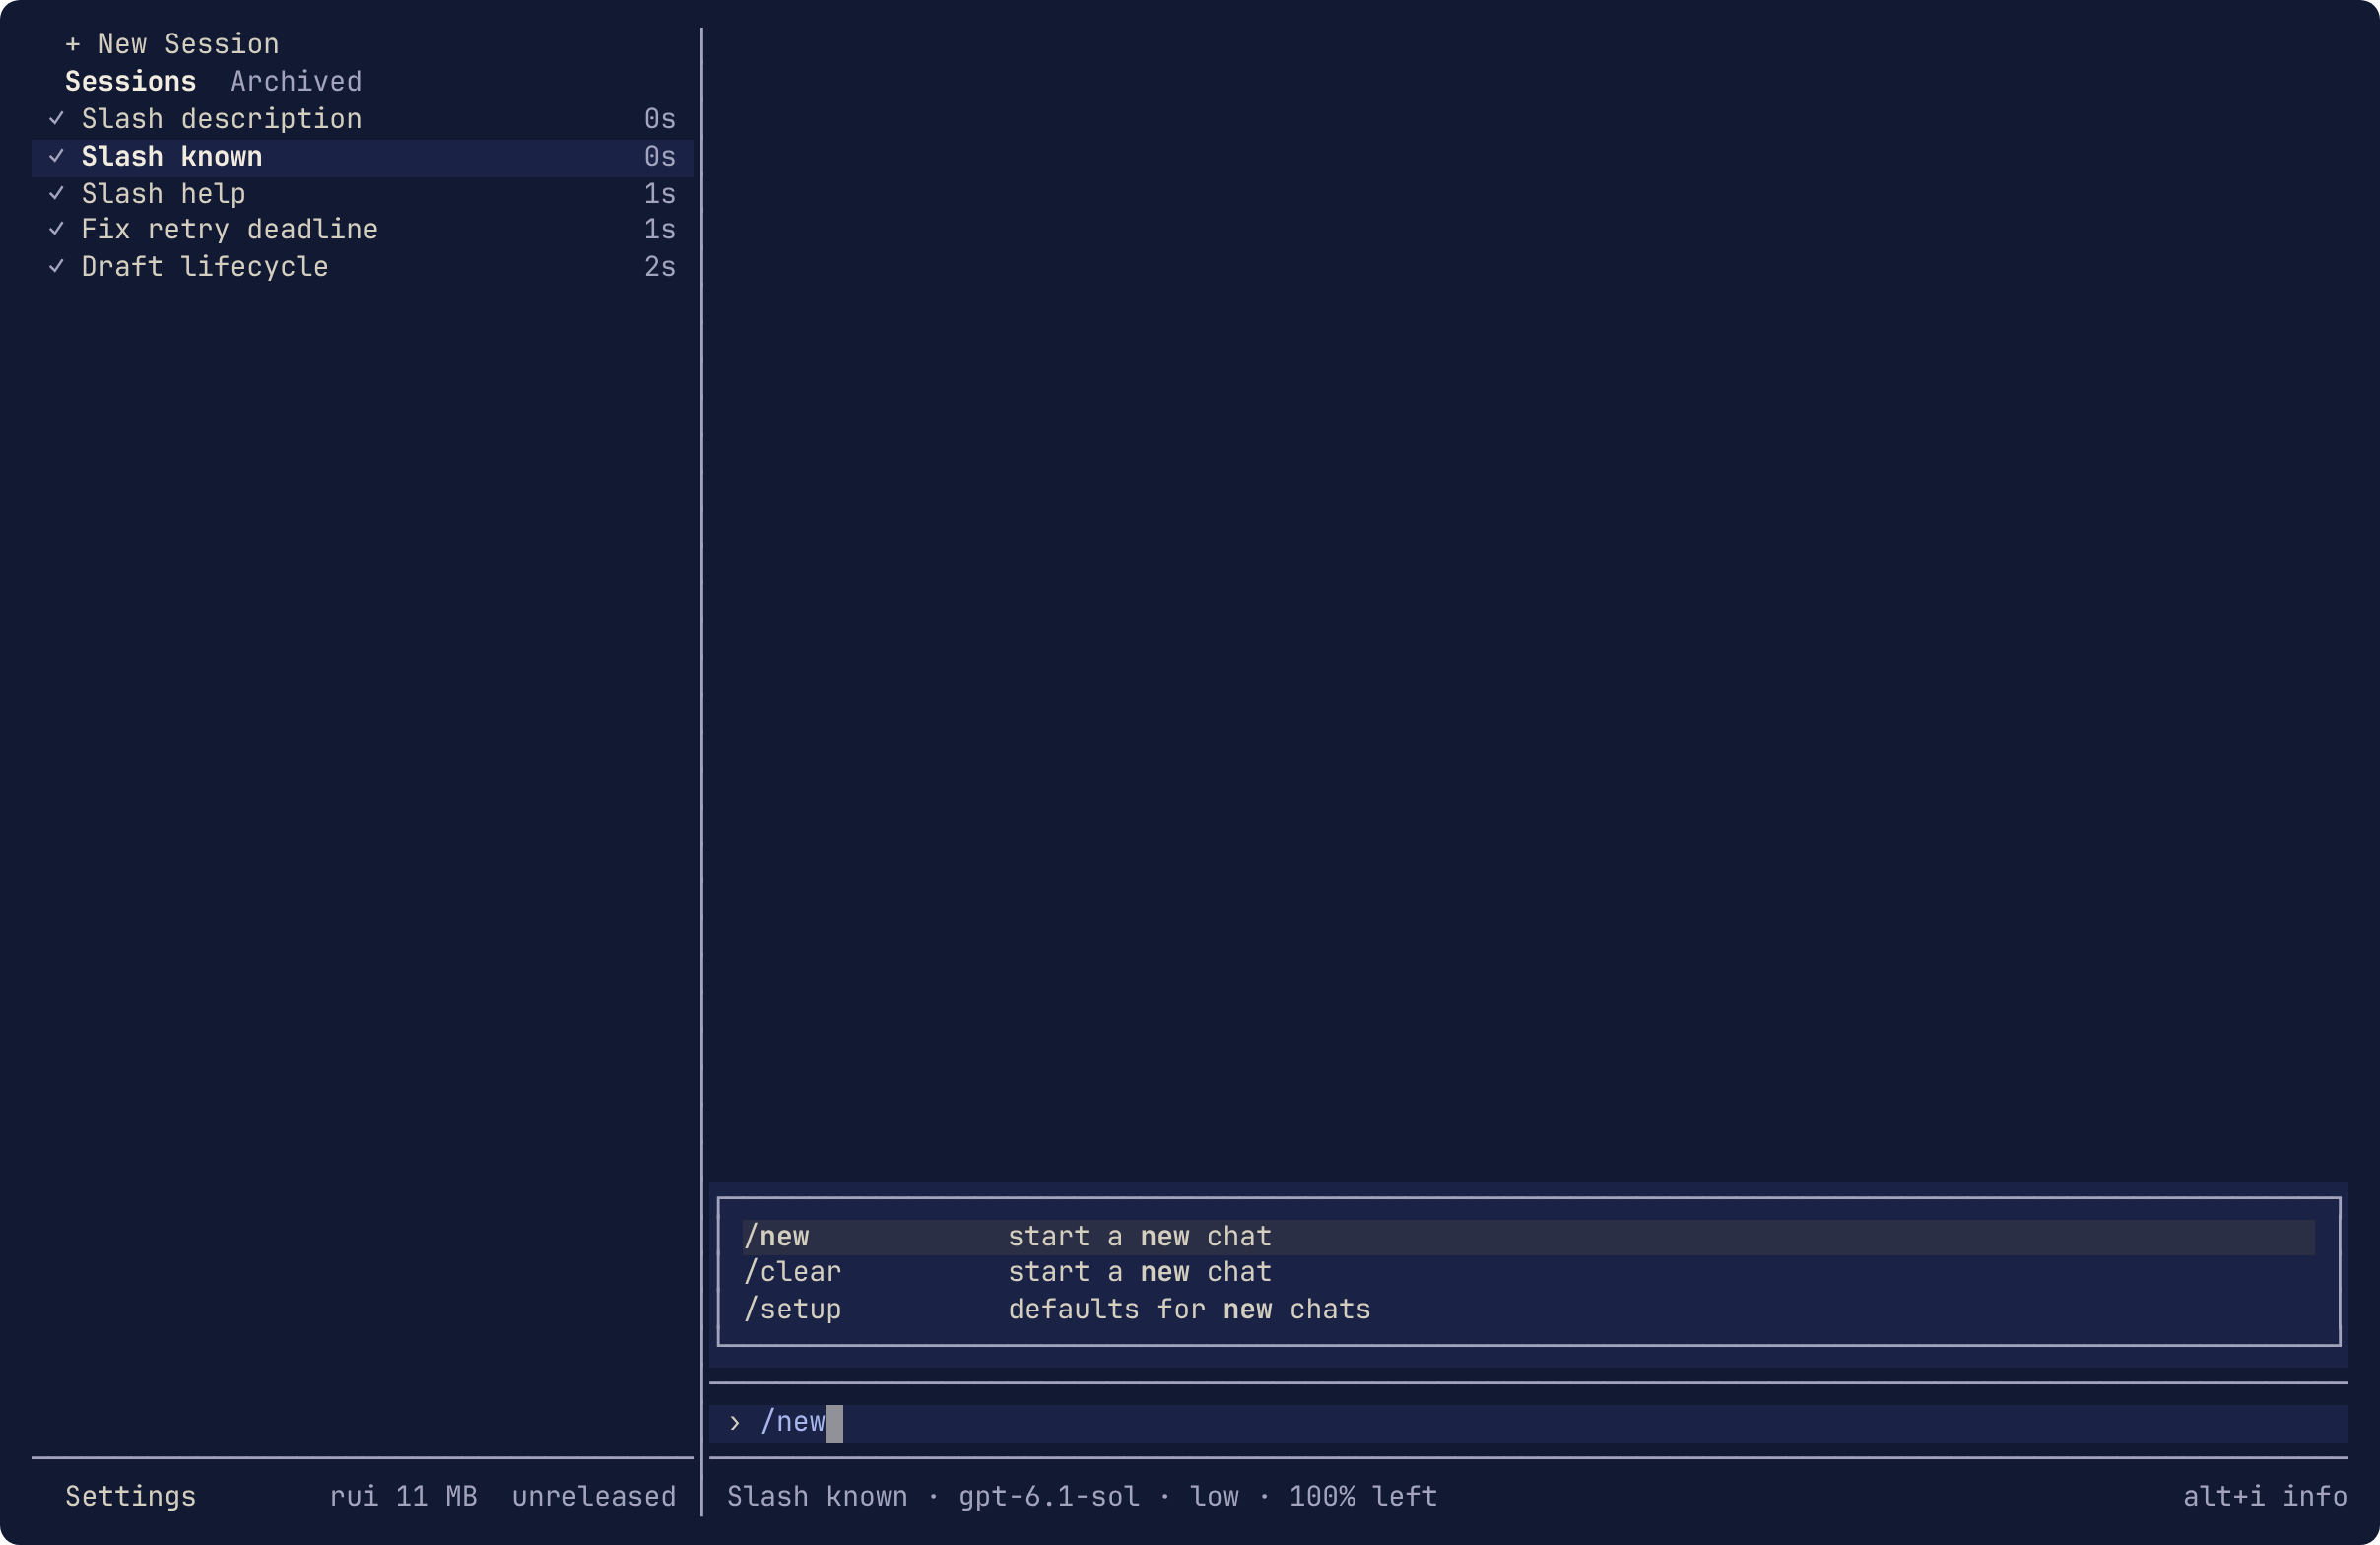 + New Session
Sessions  Archived
✓ Slash description 0s
✓ Slash known 0s
✓ Slash help 1s
✓ Fix retry deadline 1s
✓ Draft lifecycle 2s
/new start a new chat
/clear start a new chat
/setup defaults for new chats
› /new
Settings rui 11 MB unreleased
Slash known · gpt-6.1-sol · low · 100% left alt+i info